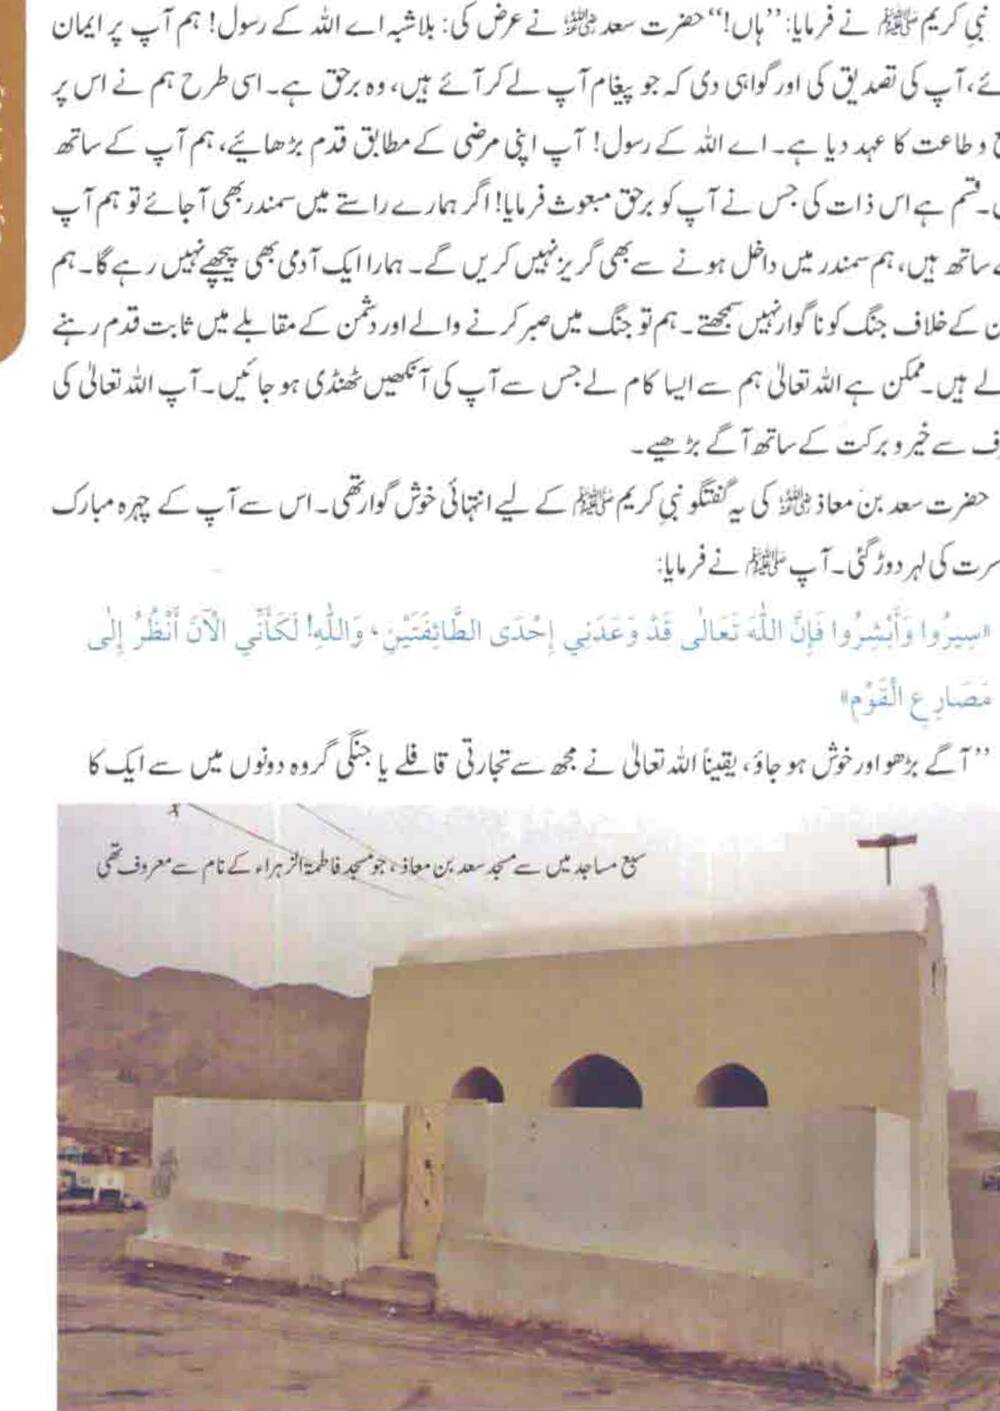 نبی کریم ﷺ نے فرمایا: ’’ہاں!‘‘ حضرت سعد رضی اللہ عنہ نے عرض کی: بلاشبہ اے اللہ کے رسول! ہم آپ پر ایمان
ئے، آپ کی تصدیق کی اور گواہی دی کہ جو پیغام آپ لے کر آئے ہیں، وہ برحق ہے۔ اسی طرح ہم نے اس پر
و طاعت کا عہد دیا ہے۔ اے اللہ کے رسول! آپ اپنی مرضی کے مطابق قدم بڑھائیے، ہم آپ کے ساتھ
۔ قسم ہے اس ذات کی جس نے آپ کو برحق مبعوث فرمایا! اگر ہمارے راستے میں سمندر بھی آجائے تو ہم آپ
ساتھ ہیں، ہم سمندر میں داخل ہونے سے بھی گریز نہیں کریں گے۔ ہمارا ایک آدمی بھی پیچھے نہیں رہے گا۔ ہم
ن کے خلاف جنگ کو ناگوار نہیں سمجھتے۔ ہم تو جنگ میں صبر کرنے والے اور دشمن کے مقابلے میں ثابت قدم رہنے
لے ہیں۔ ممکن ہے اللہ تعالیٰ ہم سے ایسا کام لے جس سے آپ کی آنکھیں ٹھنڈی ہو جائیں۔ آپ اللہ تعالیٰ کی
ف سے خیر و برکت کے ساتھ آگے بڑھیے۔
حضرت سعد بن معاذ رضی اللہ عنہ کی یہ گفتگو نبی کریم ﷺ کے لیے انتہائی خوش گوار تھی۔ اس سے آپ کے چہرہ مبارک
سرت کی لہر دوڑ گئی۔ آپ ﷺ نے فرمایا:
«سِيرُوا وَأَبْشِرُوا فَإِنَّ اللّٰهَ تَعَالٰى قَدْ وَعَدَنِي إِحْدَى الطَّائِفَتَيْنِ، وَاللّٰهِ! لَكَأَنِّي الْآنَ أَنْظُرُ إِلٰى
مَصَارِعِ الْقَوْمِ»
’’آگے بڑھو اور خوش ہو جاؤ، یقیناً اللہ تعالیٰ نے مجھ سے تجارتی قافلے یا جنگی گروہ دونوں میں سے ایک کا
سبع مساجد میں سے مسجد سعد بن معاذ، جو مسجد فاطمۃ الزہراء کے نام سے معروف تھی